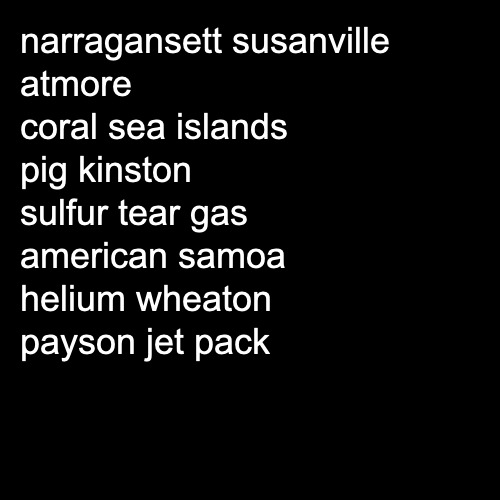 narragansett susanville
atmore
coral sea islands
pig kinston
sulfur tear gas
american samoa
helium wheaton
payson jet pack